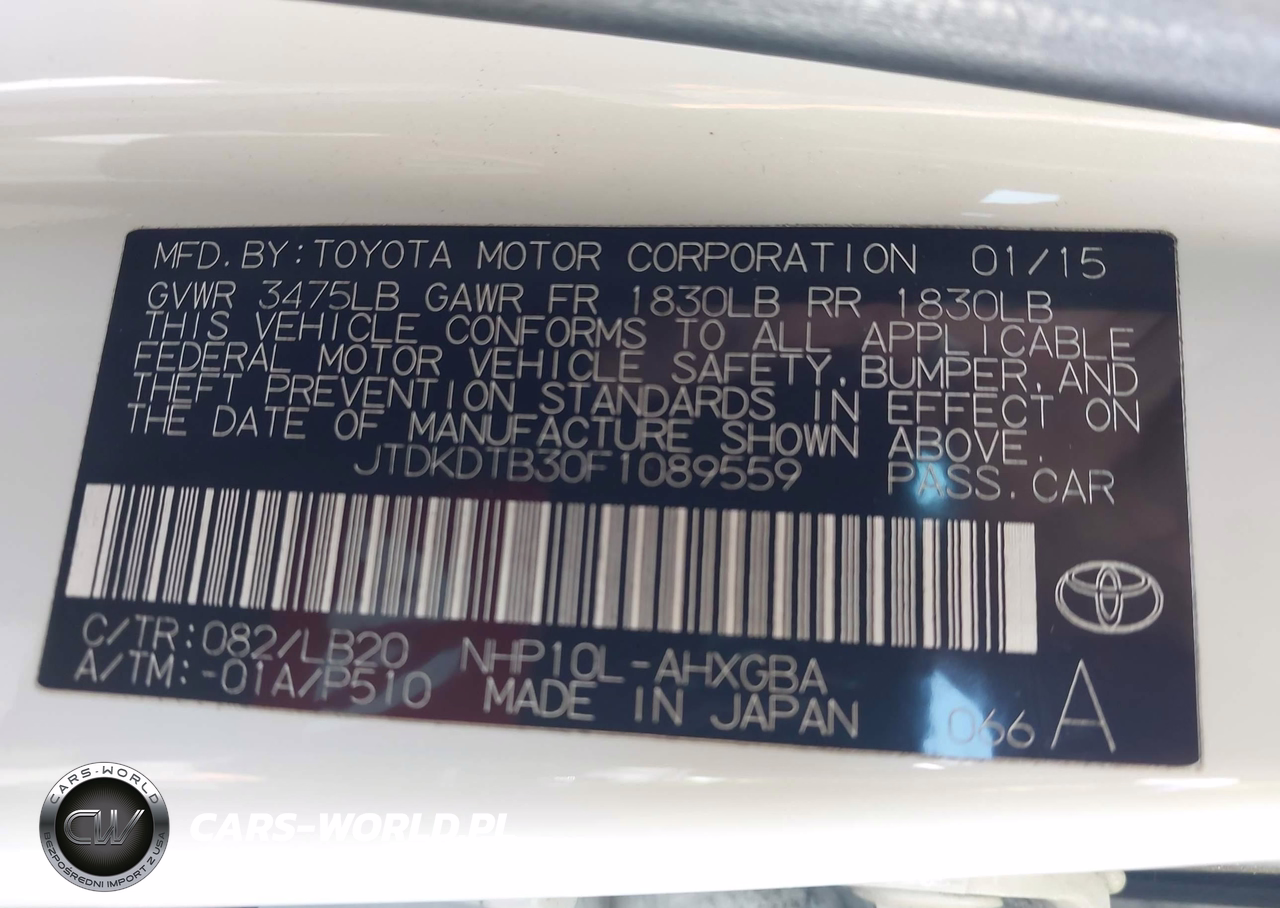 MFD. BY: TOYOTA MOTOR CORPORATION 01/15
GVWR 3475LB GAWR FR 1830LB RR 1830LB
THIS VEHICLE CONFORMS TO ALL APPLICABLE
FEDERAL MOTOR VEHICLE SAFETY, BUMPER, AND
THEFT PREVENTION STANDARDS IN EFFECT ON
THE DATE OF MANUFACTURE SHOWN ABOVE.
JTDKDTB30F1089559 PASS. CAR
C/TR: 082/LB20 NHP10L-AHXGBA
A/TM: -01A/P510 MADE IN JAPAN 066 A
CARS-WORLD
CW
BEZPOŚREDNI IMPORT Z USA
CARS-WORLD.PL